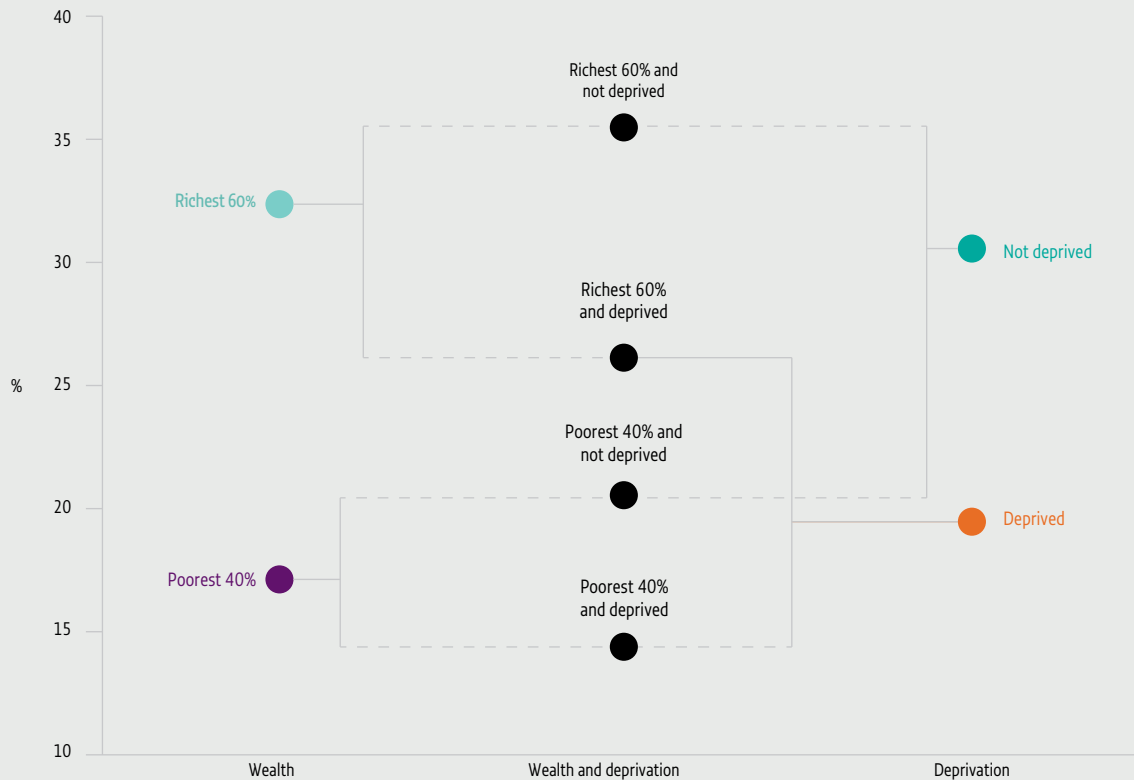 40
35
30
25
20
15
10
%
Richest 60%
Poorest 40%
Richest 60% and
not deprived
Richest 60%
and deprived
Poorest 40% and
not deprived
Poorest 40%
and deprived
Not deprived
Deprived
Wealth
Wealth and deprivation
Deprivation